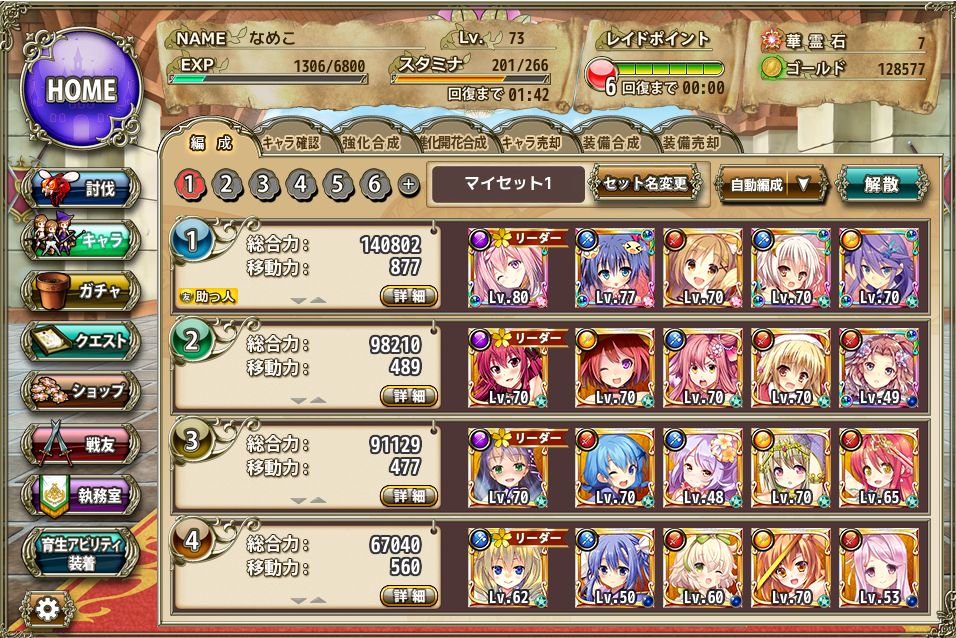 HOME
NAME なめこ
Lv. 73
EXP 1306/6800
スタミナ 201/266
回復まで 01:42
レイドポイント
6 回復まで 00:00
華霊石 7
ゴールド 128577
編成
キャラ確認
強化合成
進化開花合成
キャラ売却
装備合成
装備売却
1 2 3 4 5 6 +
マイセット1
セット名変更
自動編成 ▼
解散
討伐
キャラ
ガチャ
クエスト
ショップ
戦友
執務室
育生アビリティ
装着
1
総合力: 140802
移動力: 877
友 助っ人
詳細
リーダー
Lv.80 Lv.77 Lv.70 Lv.70 Lv.70
2
総合力: 98210
移動力: 489
詳細
リーダー
Lv.70 Lv.70 Lv.70 Lv.70 Lv.49
3
総合力: 91129
移動力: 477
詳細
リーダー
Lv.70 Lv.70 Lv.48 Lv.70 Lv.65
4
総合力: 67040
移動力: 560
詳細
リーダー
Lv.62 Lv.50 Lv.60 Lv.70 Lv.53